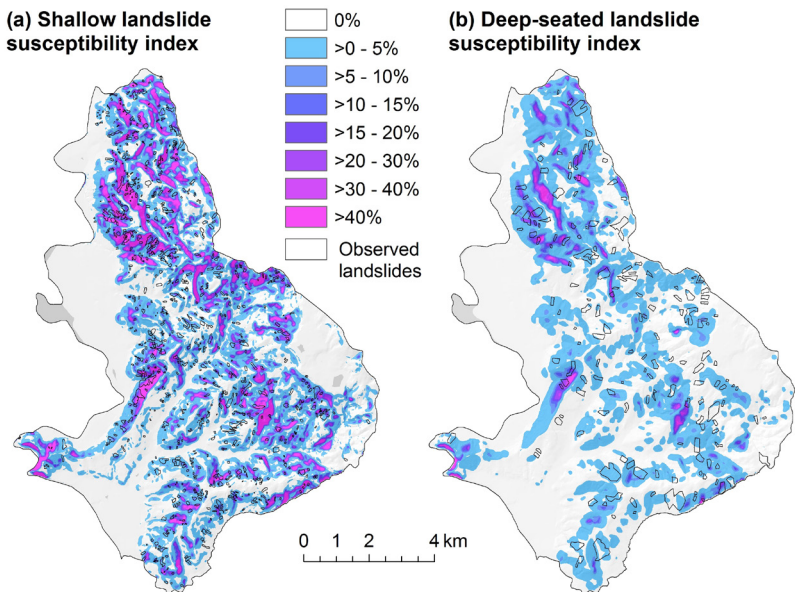 (a) Shallow landslide
susceptibility index
0%
>0 - 5%
>5 - 10%
>10 - 15%
>15 - 20%
>20 - 30%
>30 - 40%
>40%
Observed
landslides
(b) Deep-seated landslide
susceptibility index
0 1 2 4 km